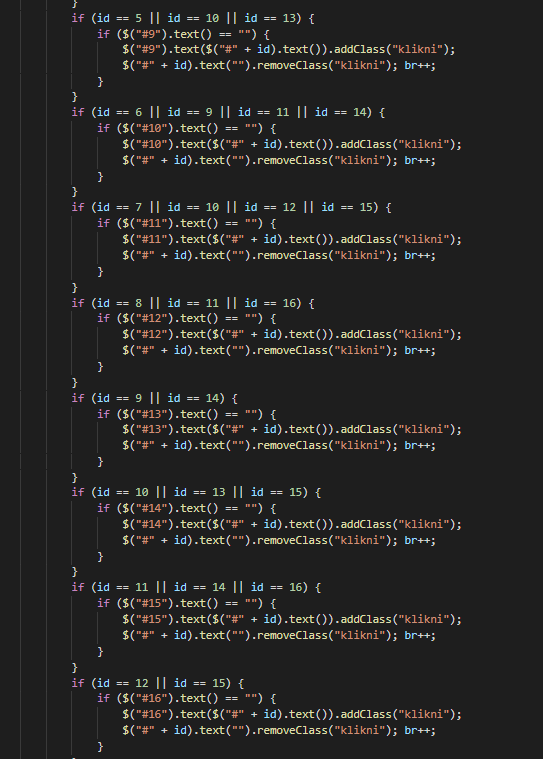 }
if (id == 5 || id == 10 || id == 13) {
if ($("#9").text() == "") {
$("#9").text($("#" + id).text()).addClass("klikni");
$("#" + id).text("").removeClass("klikni"); br++;
}
}
if (id == 6 || id == 9 || id == 11 || id == 14) {
if ($("#10").text() == "") {
$("#10").text($("#" + id).text()).addClass("klikni");
$("#" + id).text("").removeClass("klikni"); br++;
}
}
if (id == 7 || id == 10 || id == 12 || id == 15) {
if ($("#11").text() == "") {
$("#11").text($("#" + id).text()).addClass("klikni");
$("#" + id).text("").removeClass("klikni"); br++;
}
}
if (id == 8 || id == 11 || id == 16) {
if ($("#12").text() == "") {
$("#12").text($("#" + id).text()).addClass("klikni");
$("#" + id).text("").removeClass("klikni"); br++;
}
}
if (id == 9 || id == 14) {
if ($("#13").text() == "") {
$("#13").text($("#" + id).text()).addClass("klikni");
$("#" + id).text("").removeClass("klikni"); br++;
}
}
if (id == 10 || id == 13 || id == 15) {
if ($("#14").text() == "") {
$("#14").text($("#" + id).text()).addClass("klikni");
$("#" + id).text("").removeClass("klikni"); br++;
}
}
if (id == 11 || id == 14 || id == 16) {
if ($("#15").text() == "") {
$("#15").text($("#" + id).text()).addClass("klikni");
$("#" + id).text("").removeClass("klikni"); br++;
}
}
if (id == 12 || id == 15) {
if ($("#16").text() == "") {
$("#16").text($("#" + id).text()).addClass("klikni");
$("#" + id).text("").removeClass("klikni"); br++;
}